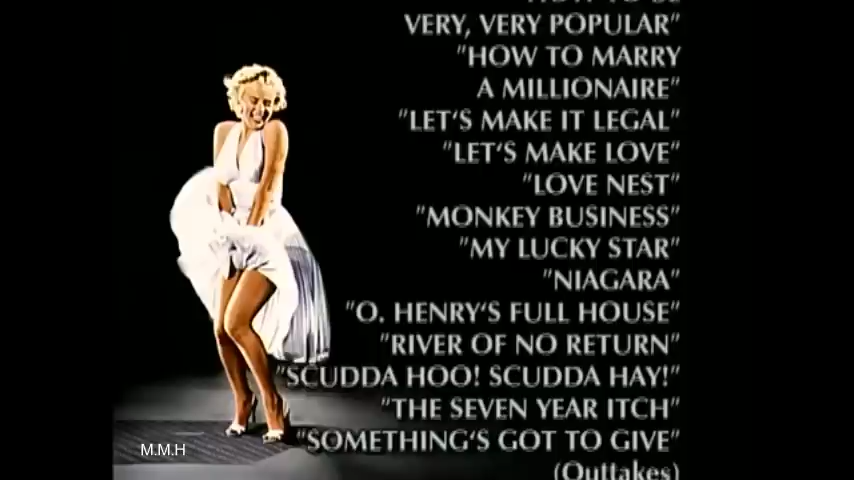 VERY, VERY POPULAR"
"HOW TO MARRY
A MILLIONAIRE"
"LET'S MAKE IT LEGAL"
"LET'S MAKE LOVE"
"LOVE NEST"
"MONKEY BUSINESS"
"MY LUCKY STAR"
"NIAGARA"
"O. HENRY'S FULL HOUSE"
"RIVER OF NO RETURN"
"SCUDDA HOO! SCUDDA HAY!"
"THE SEVEN YEAR ITCH"
"SOMETHING'S GOT TO GIVE"
(Outtakes)
M.M.H